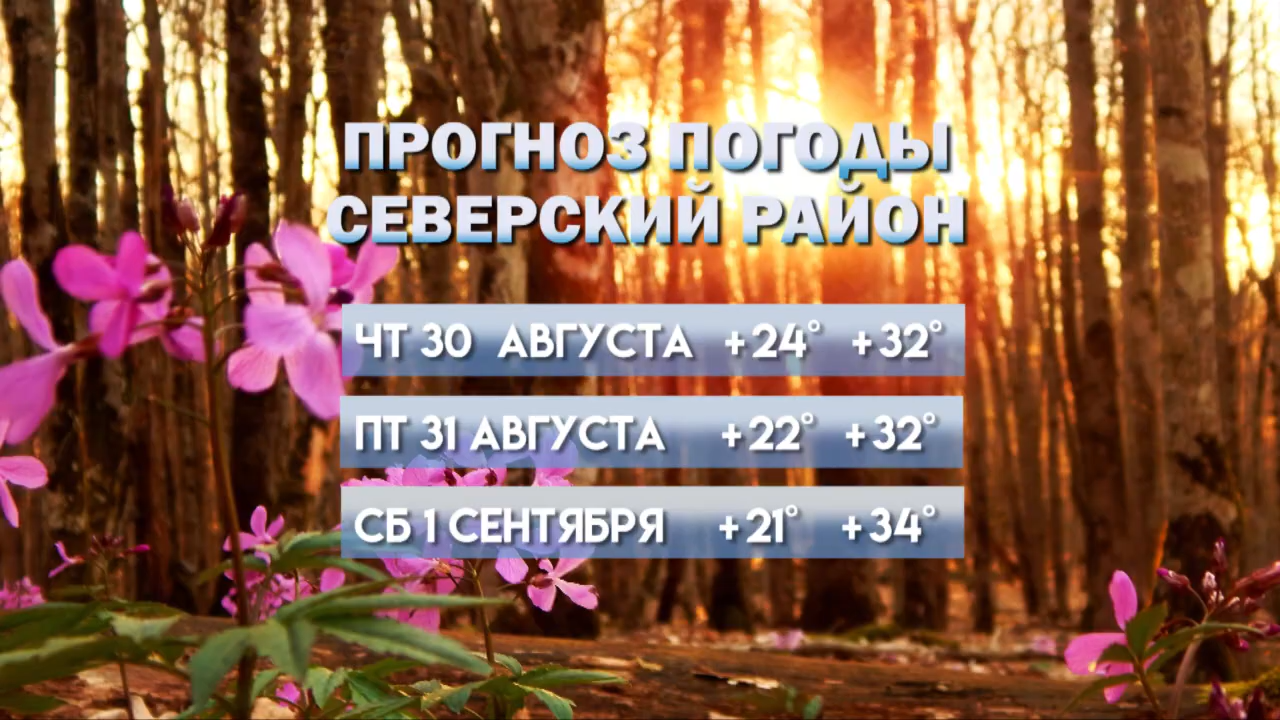 ПРОГНОЗ ПОГОДЫ
СЕВЕРСКИЙ РАЙОН
ЧТ 30 АВГУСТА +24° +32°
ПТ 31 АВГУСТА +22° +32°
СБ 1 СЕНТЯБРЯ +21° +34°